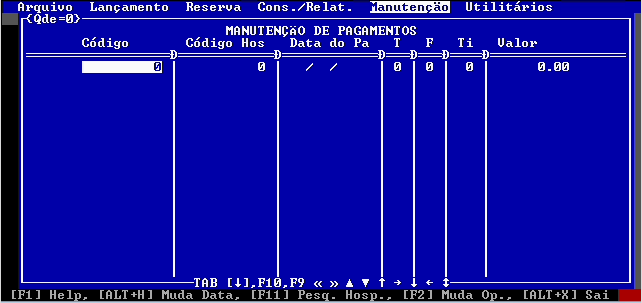 Arquivo Lançamento Reserva Cons./Relat. Manutenção Utilitários
(Qde=0)
MANUTENÇÃO DE PAGAMENTOS
Código Código Hos Data do Pa T F Ti Valor
Ð Ð Ð Ð Ð Ð
0 0 / / 0 0 0 0.00
TAB [↓],F10,F9 « » ▲ ▼ ↑ → ↓ ← ↕
[F1] Help, [ALT+H] Muda Data, [F11] Pesq. Hosp., [F2] Muda Op., [ALT+X] Sai